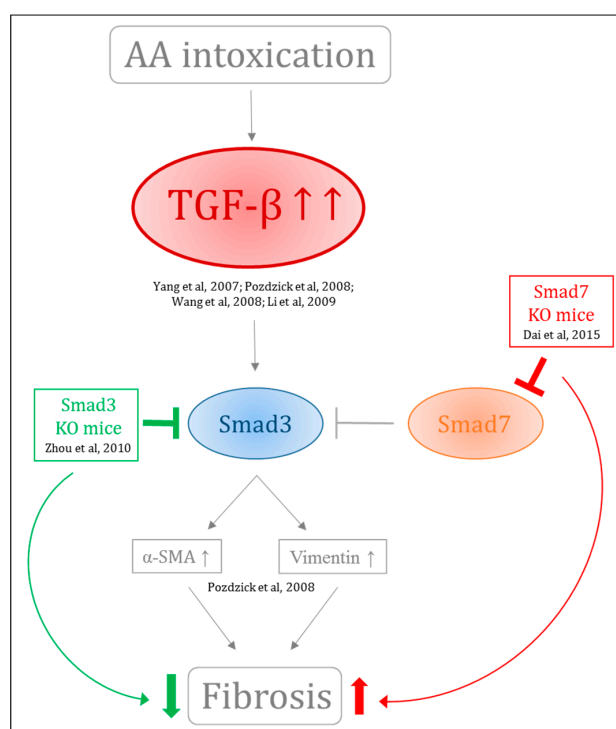 AA intoxication
TGF-β ↑ ↑
Yang et al, 2007; Pozdzick et al, 2008;
Wang et al, 2008; Li et al, 2009
Smad7
KO mice
Dai et al, 2015
Smad3
KO mice
Zhou et al, 2010
Smad3
Smad7
α-SMA ↑
Vimentin ↑
Pozdzick et al, 2008
Fibrosis